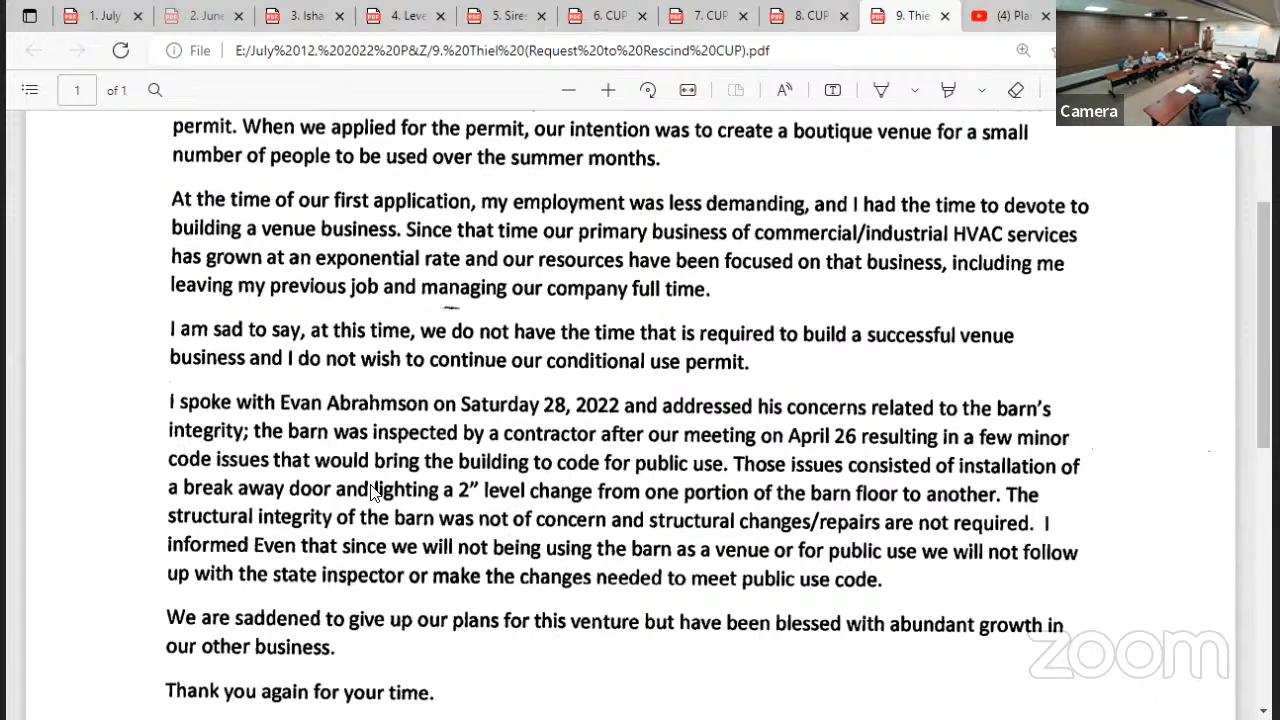 1. July
2. June
3. Isha
4. Leve
5. Sires
6. CUP
7. CUP
8. CUP
9. Thie
(4) Pla
File E:/July%2012.%202022%20P&Z/9.%20Thiel%20(Request%20to%20Rescind%20CUP).pdf
1 of 1
Camera
permit. When we applied for the permit, our intention was to create a boutique venue for a small
number of people to be used over the summer months.
At the time of our first application, my employment was less demanding, and I had the time to devote to
building a venue business. Since that time our primary business of commercial/industrial HVAC services
has grown at an exponential rate and our resources have been focused on that business, including me
leaving my previous job and managing our company full time.
I am sad to say, at this time, we do not have the time that is required to build a successful venue
business and I do not wish to continue our conditional use permit.
I spoke with Evan Abrahmson on Saturday 28, 2022 and addressed his concerns related to the barn's
integrity; the barn was inspected by a contractor after our meeting on April 26 resulting in a few minor
code issues that would bring the building to code for public use. Those issues consisted of installation of
a break away door and lighting a 2” level change from one portion of the barn floor to another. The
structural integrity of the barn was not of concern and structural changes/repairs are not required. I
informed Even that since we will not being using the barn as a venue or for public use we will not follow
up with the state inspector or make the changes needed to meet public use code.
We are saddened to give up our plans for this venture but have been blessed with abundant growth in
our other business.
zoom
Thank you again for your time.